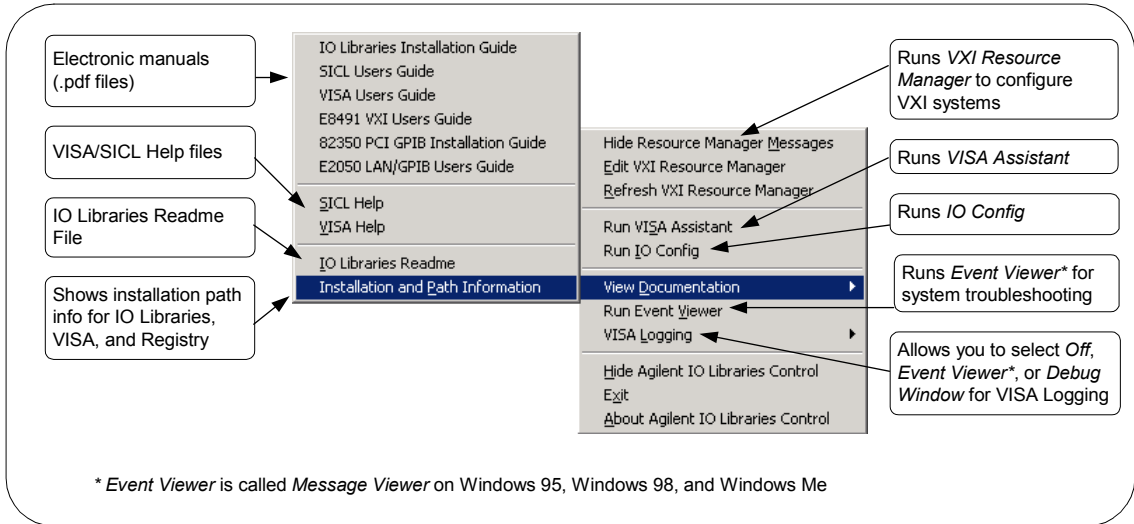 Electronic manuals
(.pdf files)
VISA/SICL Help files
IO Libraries Readme
File
Shows installation path
info for IO Libraries,
VISA, and Registry
IO Libraries Installation Guide
SICL Users Guide
VISA Users Guide
E8491 VXI Users Guide
82350 PCI GPIB Installation Guide
E2050 LAN/GPIB Users Guide
SICL Help
VISA Help
IO Libraries Readme
Installation and Path Information
Hide Resource Manager Messages
Edit VXI Resource Manager
Refresh VXI Resource Manager
Run VISA Assistant
Run IO Config
View Documentation
Run Event Viewer
VISA Logging
Hide Agilent IO Libraries Control
Exit
About Agilent IO Libraries Control
Runs VXI Resource
Manager to configure
VXI systems
Runs VISA Assistant
Runs IO Config
Runs Event Viewer* for
system troubleshooting
Allows you to select Off,
Event Viewer*, or Debug
Window for VISA Logging
* Event Viewer is called Message Viewer on Windows 95, Windows 98, and Windows Me